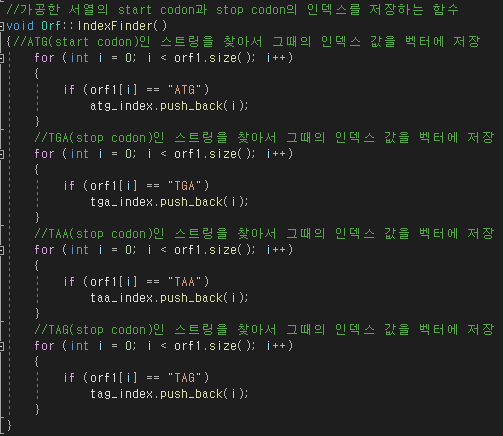 //가공한 서열의 start codon과 stop codon의 인덱스를 저장하는 함수
void Orf::IndexFinder()
{//ATG(start codon)인 스트링을 찾아서 그때의 인덱스 값을 벡터에 저장
    for (int i = 0; i < orf1.size(); i++)
    {
        if (orf1[i] == "ATG")
            atg_index.push_back(i);
    }
    //TGA(stop codon)인 스트링을 찾아서 그때의 인덱스 값을 벡터에 저장
    for (int i = 0; i < orf1.size(); i++)
    {
        if (orf1[i] == "TGA")
            tga_index.push_back(i);
    }
    //TAA(stop codon)인 스트링을 찾아서 그때의 인덱스 값을 벡터에 저장
    for (int i = 0; i < orf1.size(); i++)
    {
        if (orf1[i] == "TAA")
            taa_index.push_back(i);
    }
    //TAG(stop codon)인 스트링을 찾아서 그때의 인덱스 값을 벡터에 저장
    for (int i = 0; i < orf1.size(); i++)
    {
        if (orf1[i] == "TAG")
            tag_index.push_back(i);
    }
}